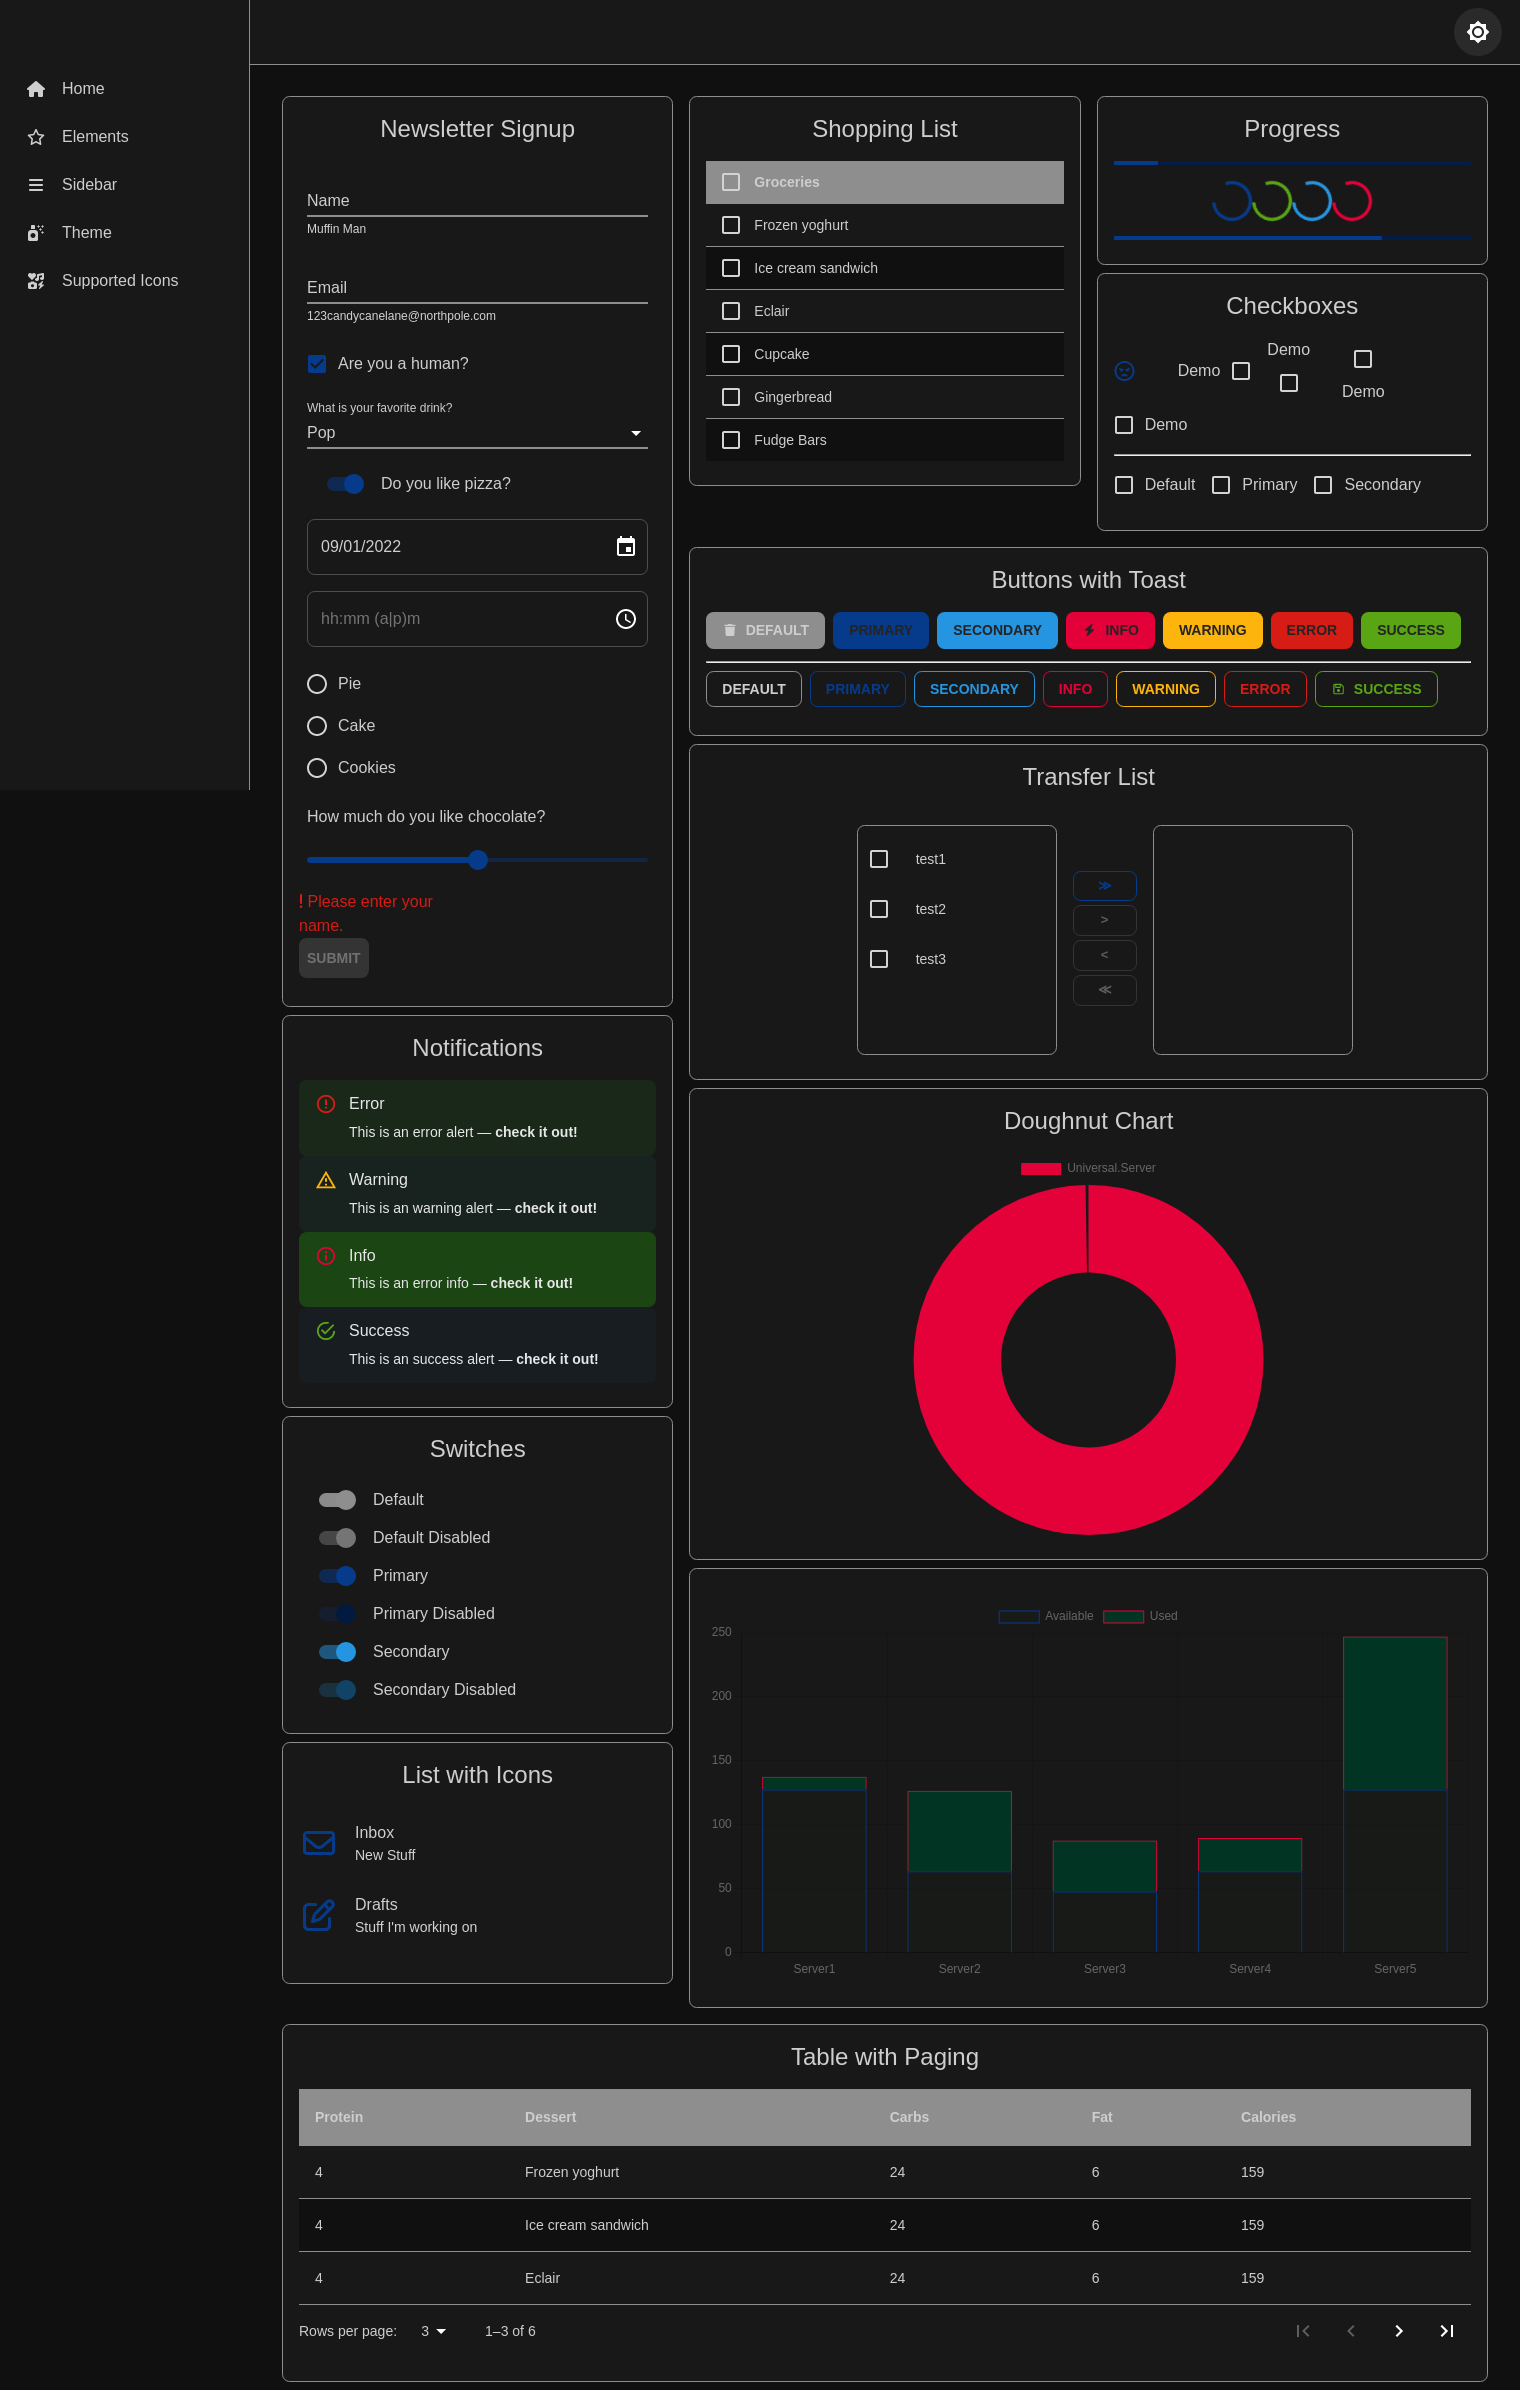 Home
Elements
Sidebar
Theme
Supported Icons
Newsletter Signup
Name
Muffin Man
Email
123candycanelane@northpole.com
Are you a human?
What is your favorite drink?
Pop
Do you like pizza?
09/01/2022
hh:mm (a|p)m
Pie
Cake
Cookies
How much do you like chocolate?
! Please enter your
name.
SUBMIT
Notifications
Error
This is an error alert — check it out!
Warning
This is an warning alert — check it out!
Info
This is an error info — check it out!
Success
This is an success alert — check it out!
Switches
Default
Default Disabled
Primary
Primary Disabled
Secondary
Secondary Disabled
List with Icons
Inbox
New Stuff
Drafts
Stuff I'm working on
Shopping List
Groceries
Frozen yoghurt
Ice cream sandwich
Eclair
Cupcake
Gingerbread
Fudge Bars
Progress
Checkboxes
Demo
Demo
Demo
Demo
Default Primary Secondary
Buttons with Toast
DEFAULT PRIMARY SECONDARY INFO WARNING ERROR SUCCESS
DEFAULT PRIMARY SECONDARY INFO WARNING ERROR SUCCESS
Transfer List
test1
test2
test3
≫
>
<
≪
Doughnut Chart
Universal.Server
Available Used
250
200
150
100
50
0
Server1 Server2 Server3 Server4 Server5
Table with Paging
Protein Dessert Carbs Fat Calories
4 Frozen yoghurt 24 6 159
4 Ice cream sandwich 24 6 159
4 Eclair 24 6 159
Rows per page: 3 1–3 of 6